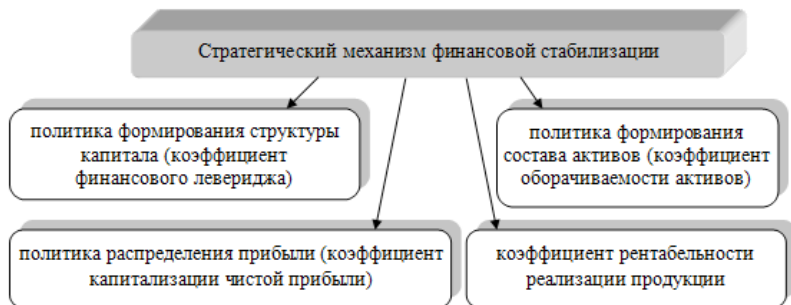 Стратегический механизм финансовой стабилизации
политика формирования структуры
капитала (коэффициент
финансового левериджа)
политика формирования
состава активов (коэффициент
оборачиваемости активов)
политика распределения прибыли (коэффициент
капитализации чистой прибыли)
коэффициент рентабельности
реализации продукции